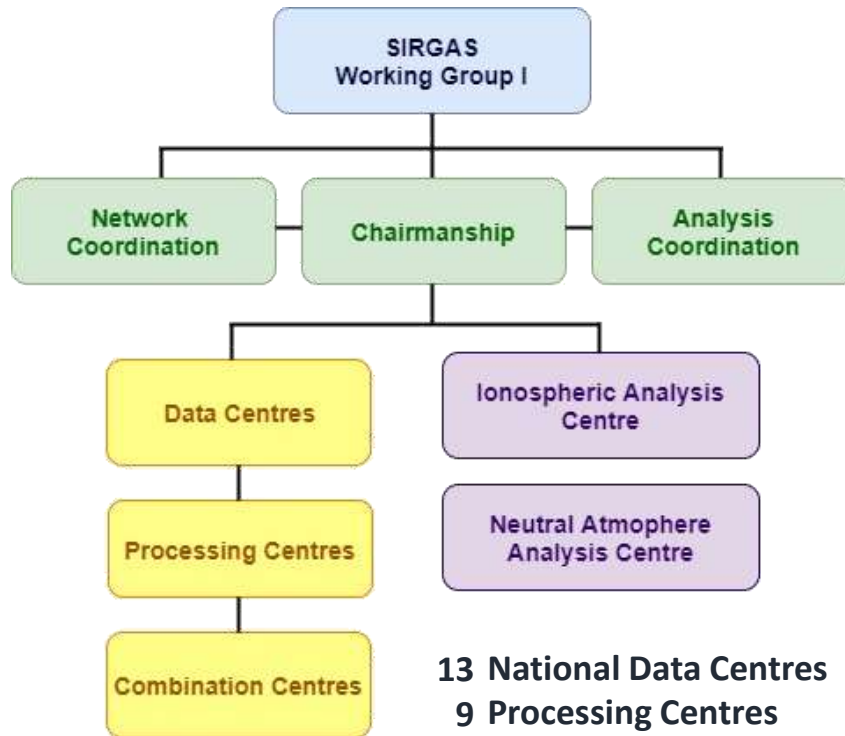 SIRGAS
Working Group I
Network
Coordination
Chairmanship
Analysis
Coordination
Data Centres
Ionospheric Analysis
Centre
Processing Centres
Neutral Atmophere
Analysis Centre
Combination Centres
13 National Data Centres
9 Processing Centres